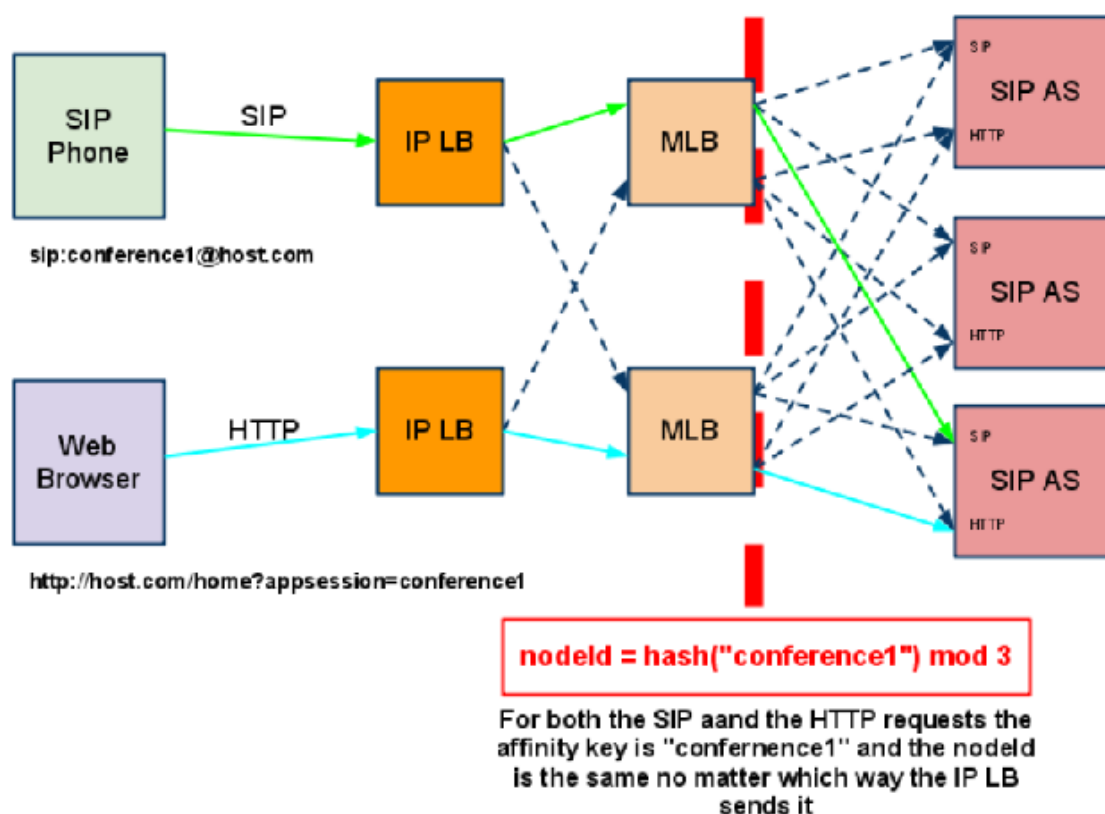 SIP
Phone
SIP
IP LB
MLB
SIP
SIP AS
HTTP
sip:conference1@host.com
SIP
SIP AS
HTTP
Web
Browser
HTTP
IP LB
MLB
SIP
SIP AS
HTTP
http://host.com/home?appsession=conference1
nodeId = hash("conference1") mod 3
For both the SIP aand the HTTP requests the
affinity key is "confernence1" and the nodeId
is the same no matter which way the IP LB
sends it